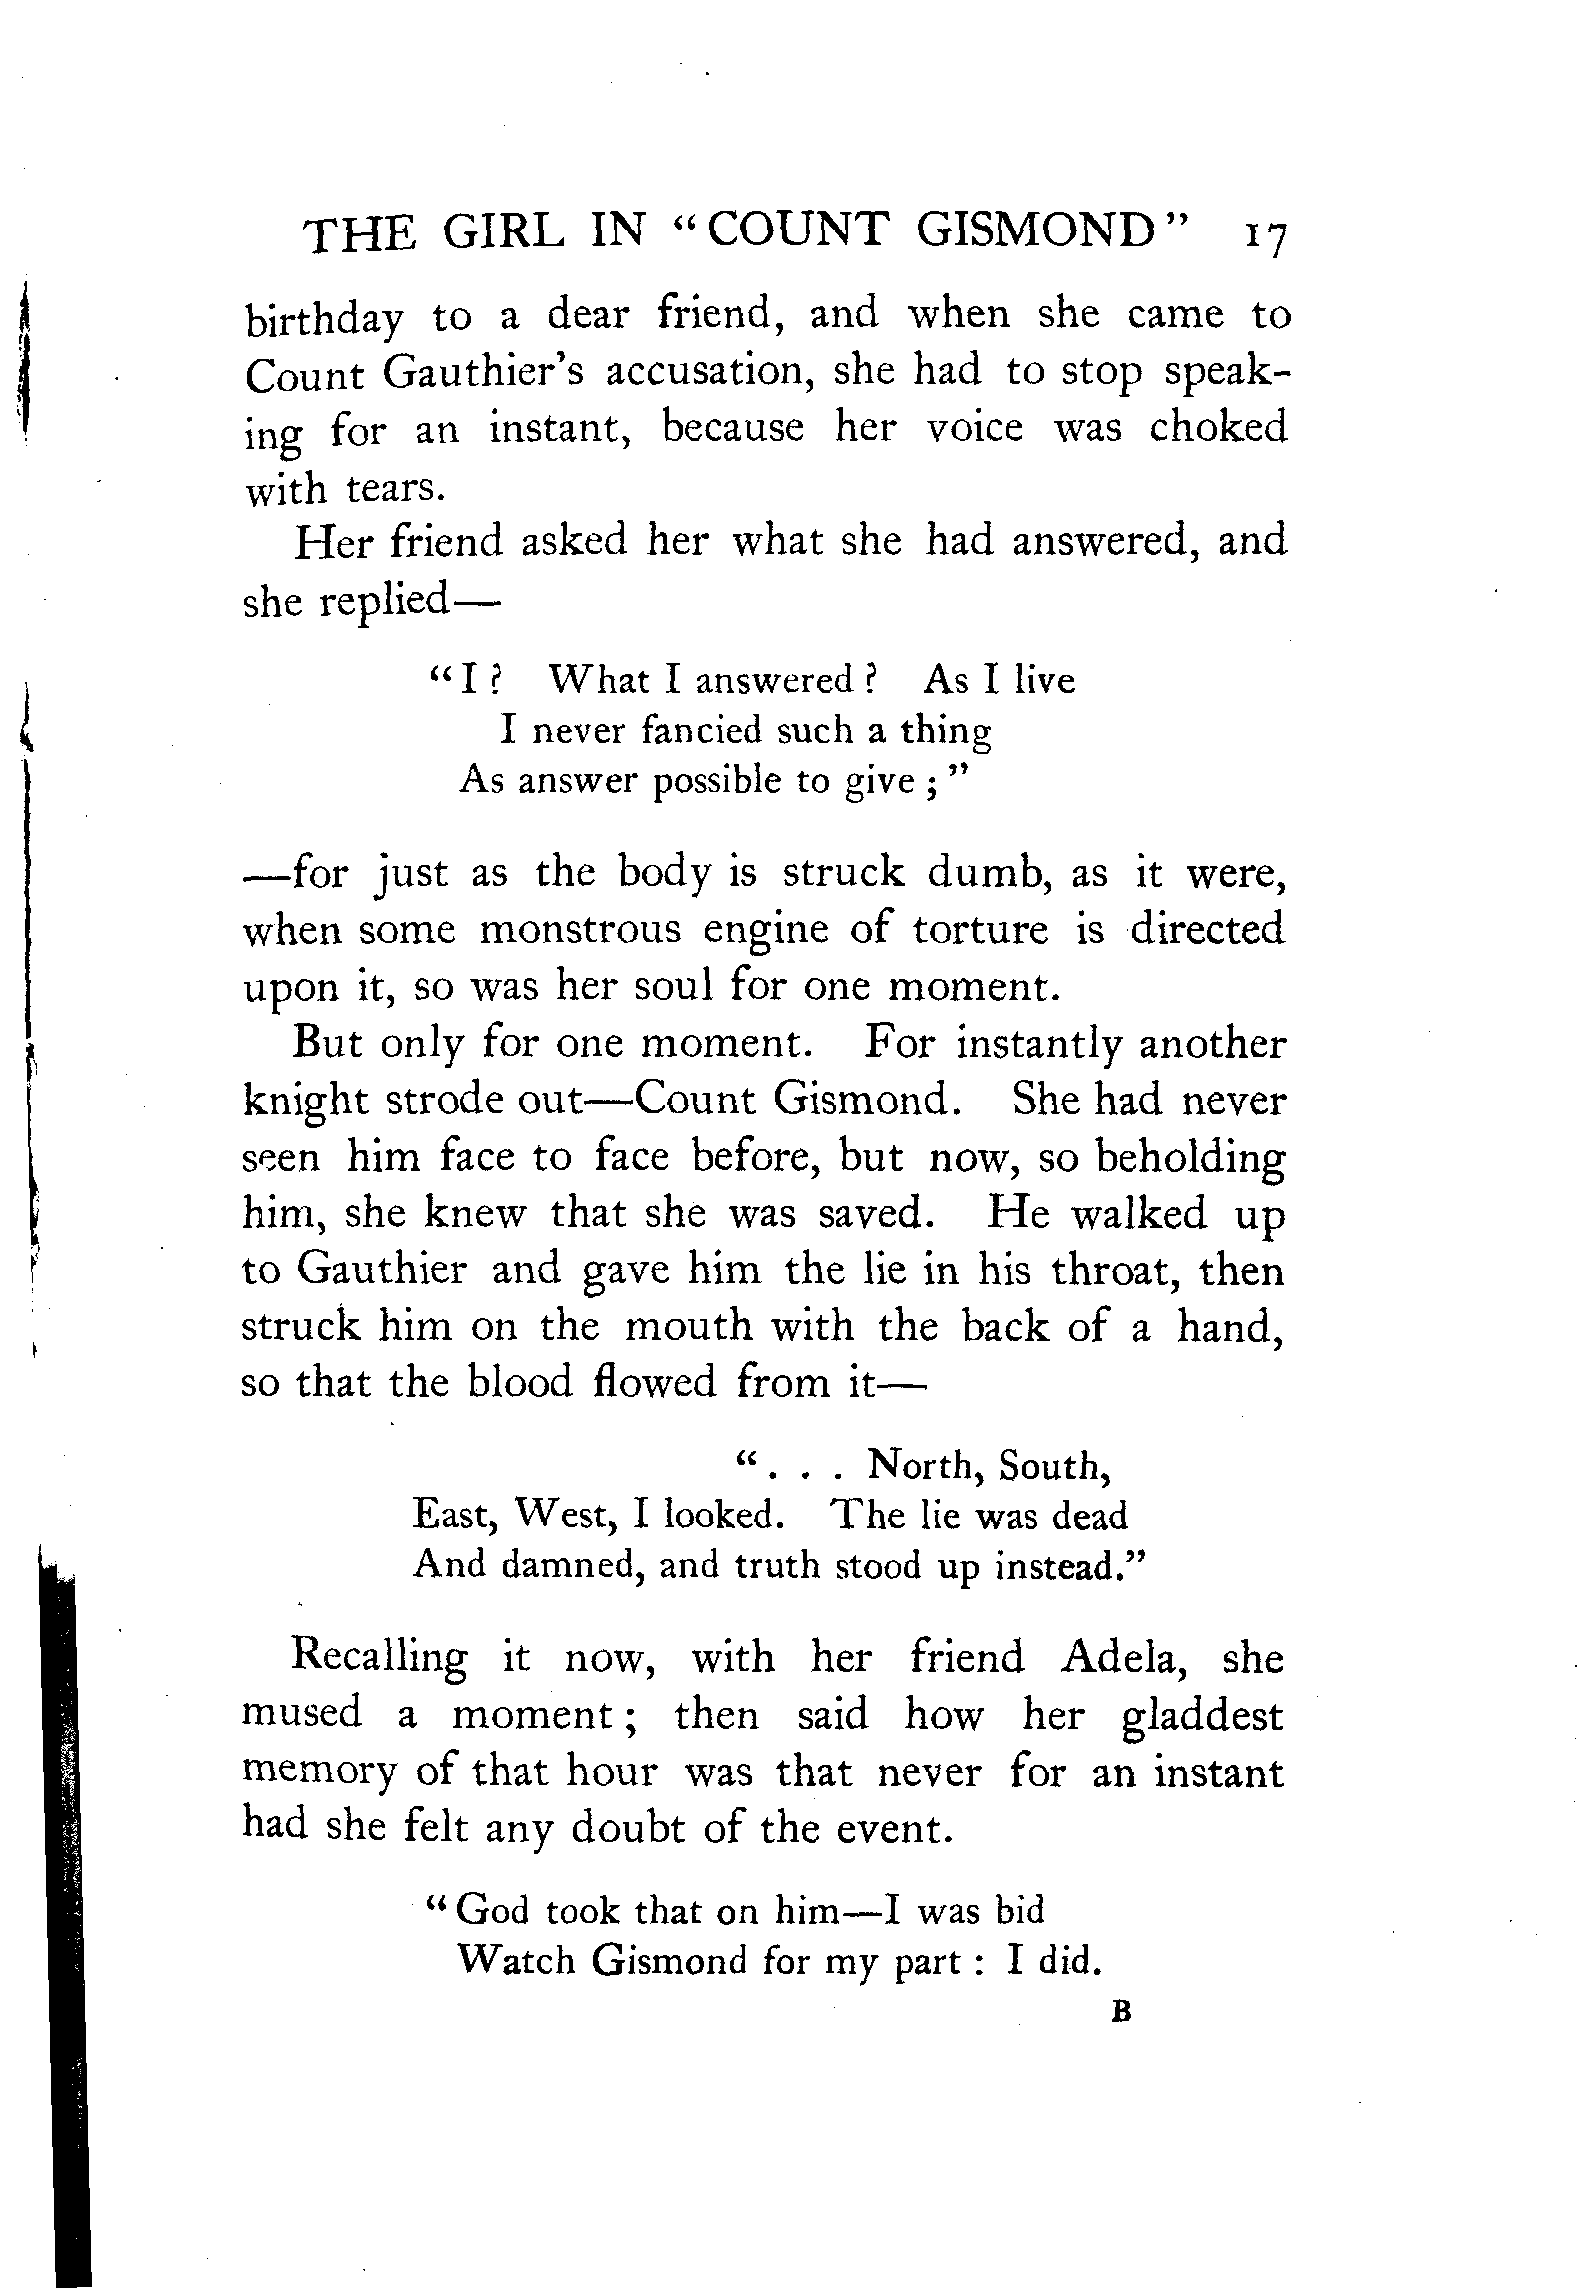 THE GIRL IN “COUNT GISMOND” 17
birthday to a dear friend, and when she came to
Count Gauthier’s accusation, she had to stop speak-
ing for an instant, because her voice was choked
with tears.
Her friend asked her what she had answered, and
she replied—
“I ? What I answered ? As I live
I never fancied such a thing
As answer possible to give ; ”
—for just as the body is struck dumb, as it were,
when some monstrous engine of torture is directed
upon it, so was her soul for one moment.
But only for one moment. For instantly another
knight strode out—Count Gismond. She had never
seen him face to face before, but now, so beholding
him, she knew that she was saved. He walked up
to Gauthier and gave him the lie in his throat, then
struck him on the mouth with the back of a hand,
so that the blood flowed from it—
“. . . North, South,
East, West, I looked. The lie was dead
And damned, and truth stood up instead.”
Recalling it now, with her friend Adela, she
mused a moment ; then said how her gladdest
memory of that hour was that never for an instant
had she felt any doubt of the event.
“God took that on him—I was bid
Watch Gismond for my part : I did.
B